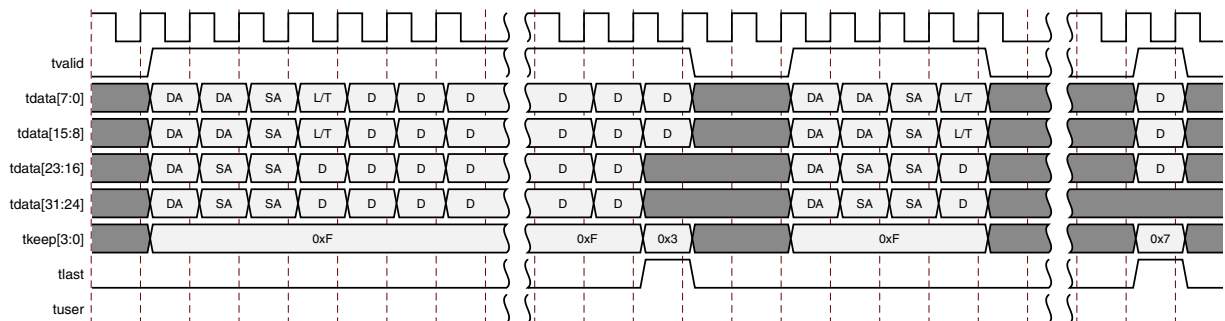 tvalid
tdata[7:0] DA DA SA L/T D D D D D D DA DA SA L/T D
tdata[15:8] DA DA SA L/T D D D D D D DA DA SA L/T D
tdata[23:16] DA SA SA D D D D D D DA SA SA D D
tdata[31:24] DA SA SA D D D D D D DA SA SA D
tkeep[3:0] 0xF 0xF 0x3 0xF 0x7
tlast
tuser